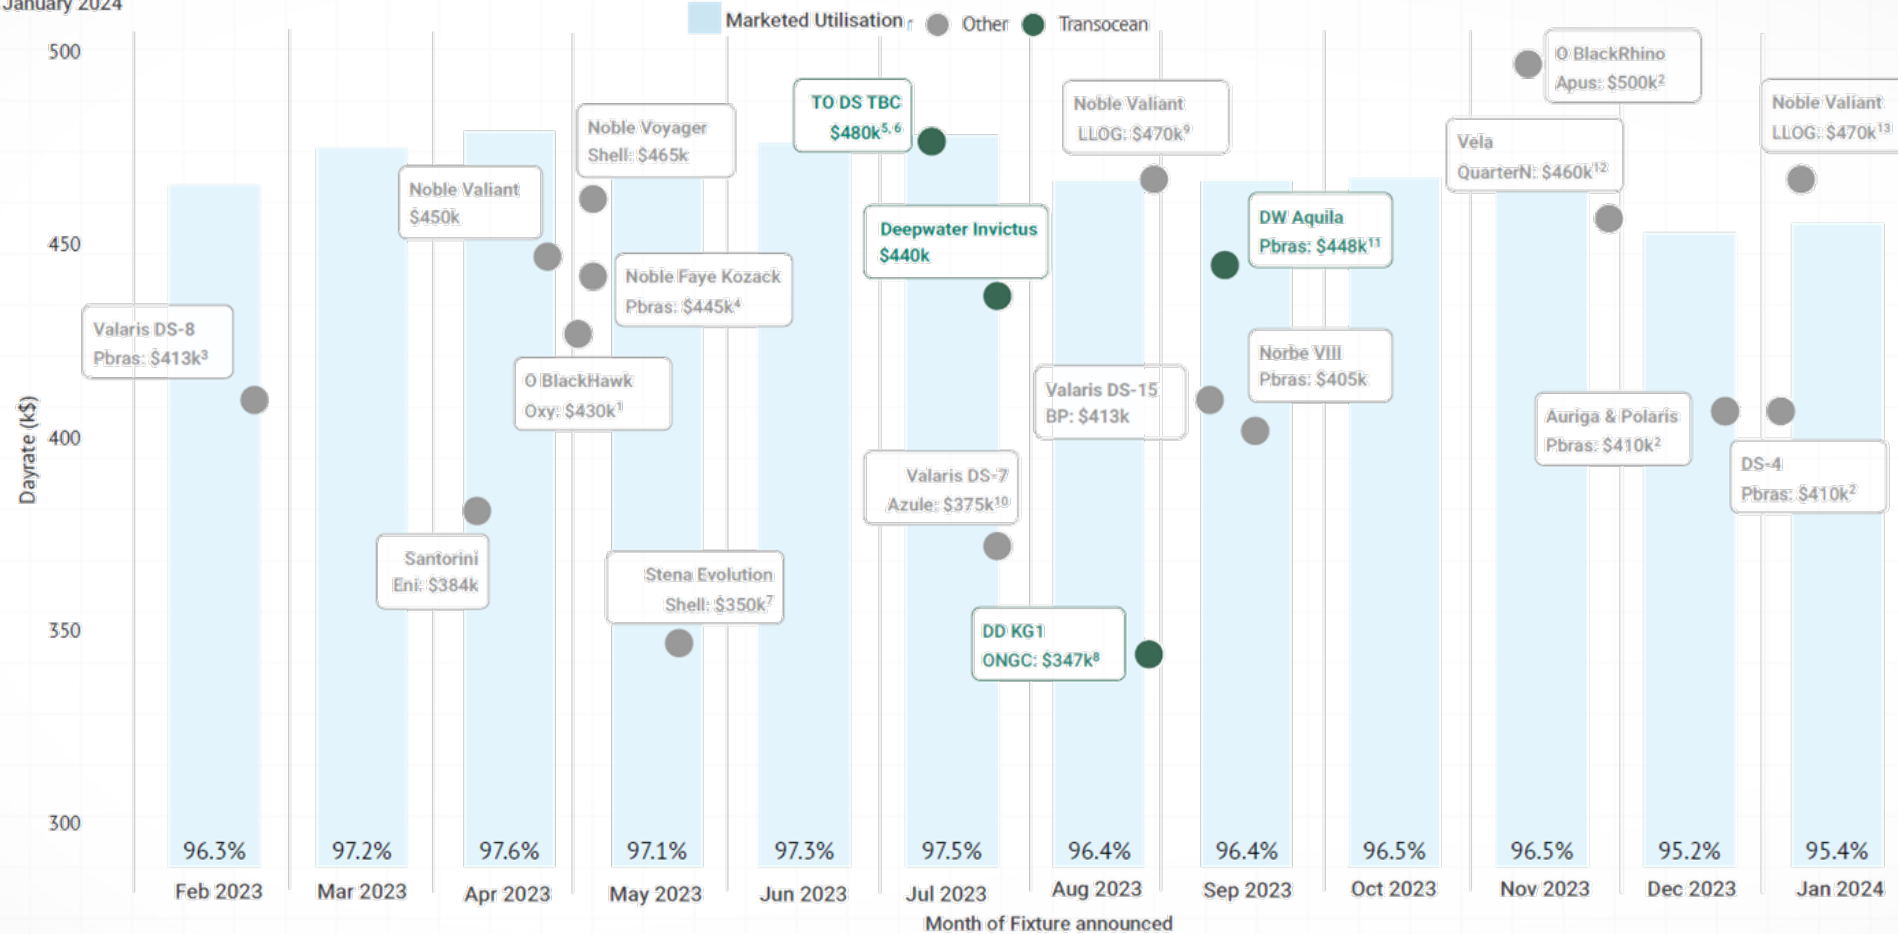 January 2024
Marketed Utilisation
Other
Transocean
500
450
400
350
300
Dayrate (k$)
Valaris DS-8
Pbras: $413k³
Noble Valiant
$450k
Santorini
Eni: $384k
Noble Voyager
Shell: $465k
Noble Faye Kozack
Pbras: $445k⁴
O BlackHawk
Oxy: $430k¹
Stena Evolution
Shell: $350k⁷
TO DS TBC
$480k⁵,⁶
Deepwater Invictus
$440k
Valaris DS-7
Azule: $375k¹⁰
DD KG1
ONGC: $347k⁸
Noble Valiant
LLOG: $470k⁹
Valaris DS-15
BP: $413k
DW Aquila
Pbras: $448k¹¹
Norbe VIII
Pbras: $405k
O BlackRhino
Apus: $500k²
Vela
QuarterN: $460k¹²
Auriga & Polaris
Pbras: $410k²
Noble Valiant
LLOG: $470k¹³
DS-4
Pbras: $410k²
96.3%
97.2%
97.6%
97.1%
97.3%
97.5%
96.4%
96.4%
96.5%
96.5%
95.2%
95.4%
Feb 2023
Mar 2023
Apr 2023
May 2023
Jun 2023
Jul 2023
Aug 2023
Sep 2023
Oct 2023
Nov 2023
Dec 2023
Jan 2024
Month of Fixture announced